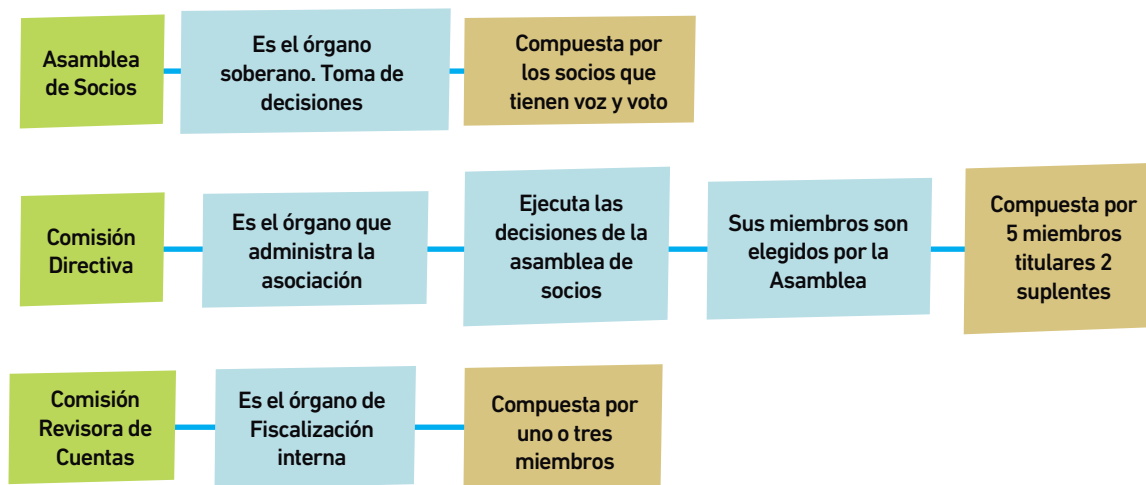 Asamblea
de Socios
Es el órgano
soberano. Toma de
decisiones
Compuesta por
los socios que
tienen voz y voto
Comisión
Directiva
Es el órgano que
administra la
asociación
Ejecuta las
decisiones de la
asamblea de
socios
Sus miembros son
elegidos por la
Asamblea
Compuesta por
5 miembros
titulares 2
suplentes
Comisión
Revisora de
Cuentas
Es el órgano de
Fiscalización
interna
Compuesta por
uno o tres
miembros